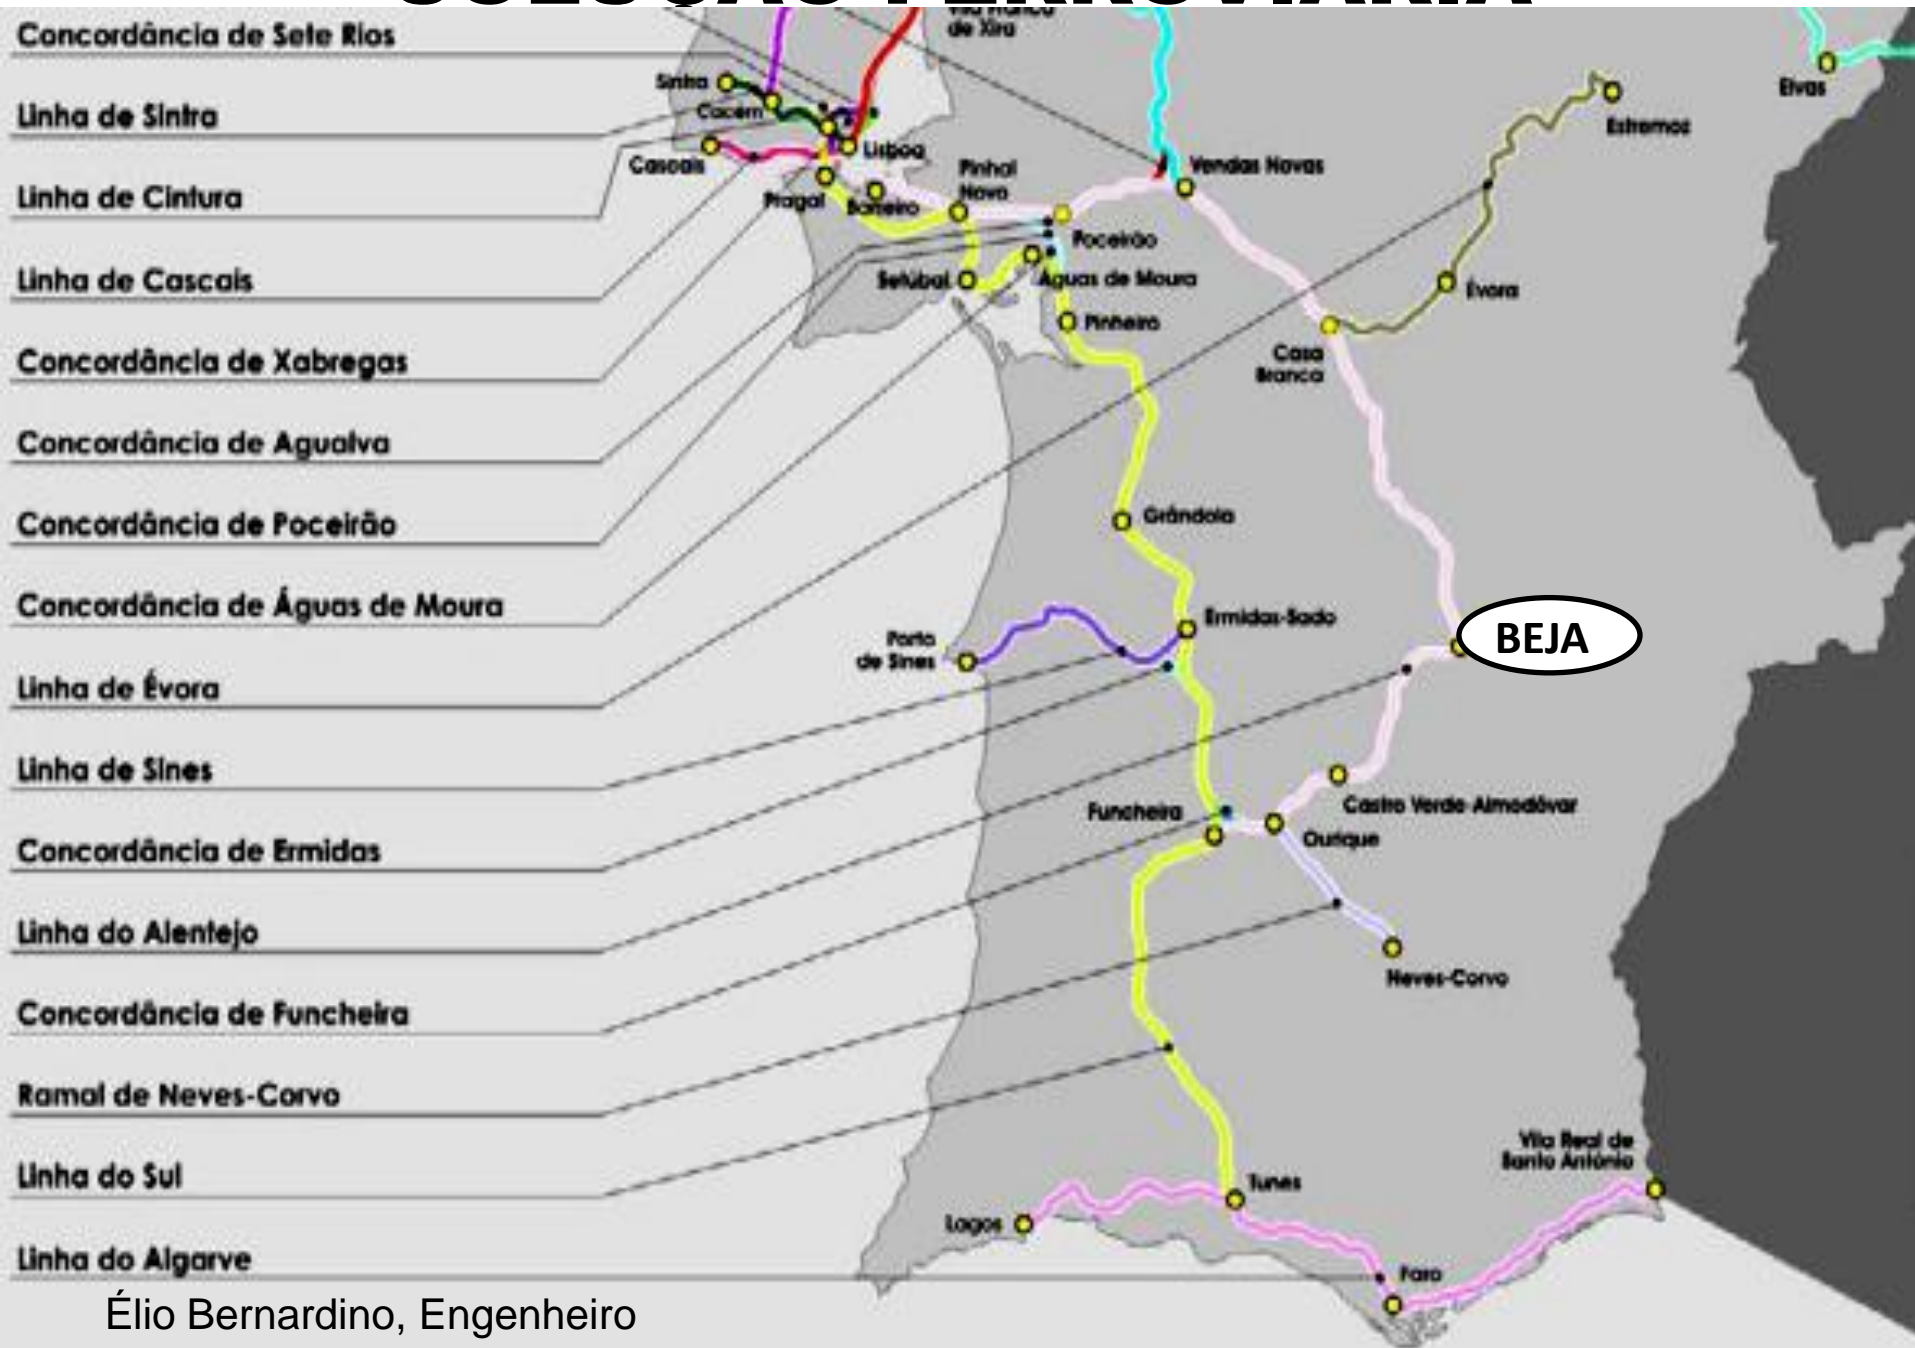 SOLUÇÃO FERROVIÁRIA
Concordância de Sete Rios
Linha de Sintra
Linha de Cintura
Linha de Cascais
Concordância de Xabregas
Concordância de Agualva
Concordância de Poceirão
Concordância de Águas de Moura
Linha de Évora
Linha de Sines
Concordância de Ermidas
Linha do Alentejo
Concordância de Funcheira
Ramal de Neves-Corvo
Linha do Sul
Linha do Algarve
Vila Franca
de Xira
Sintra
Cacém
Cascais
Lisboa
Pragal
Barreiro
Pinhal
Novo
Vendas Novas
Elvas
Estremoz
Poceirão
Setúbal
Águas de Moura
Évora
Pinheiro
Casa
Branca
Grândola
Ermidas-Sado
Porto
de Sines
BEJA
Funcheira
Castro Verde-Almodôvar
Ourique
Neves-Corvo
Vila Real de
Santo António
Tunes
Lagos
Faro
Élio Bernardino, Engenheiro